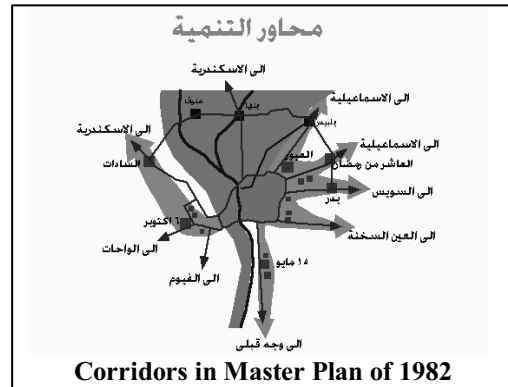 محاور التنمية
الى الاسكندرية
الى الاسماعيلية
منوف
بنها
بلبيس
الى الاسكندرية
السادات
العبور
الى الاسماعيلية
العاشر من رمضان
الى السويس
بدر
٦ اكتوبر
الى العين السخنة
الى الواحات
الى الفيوم
١٥ مايو
الى وجه قبلى
Corridors in Master Plan of 1982